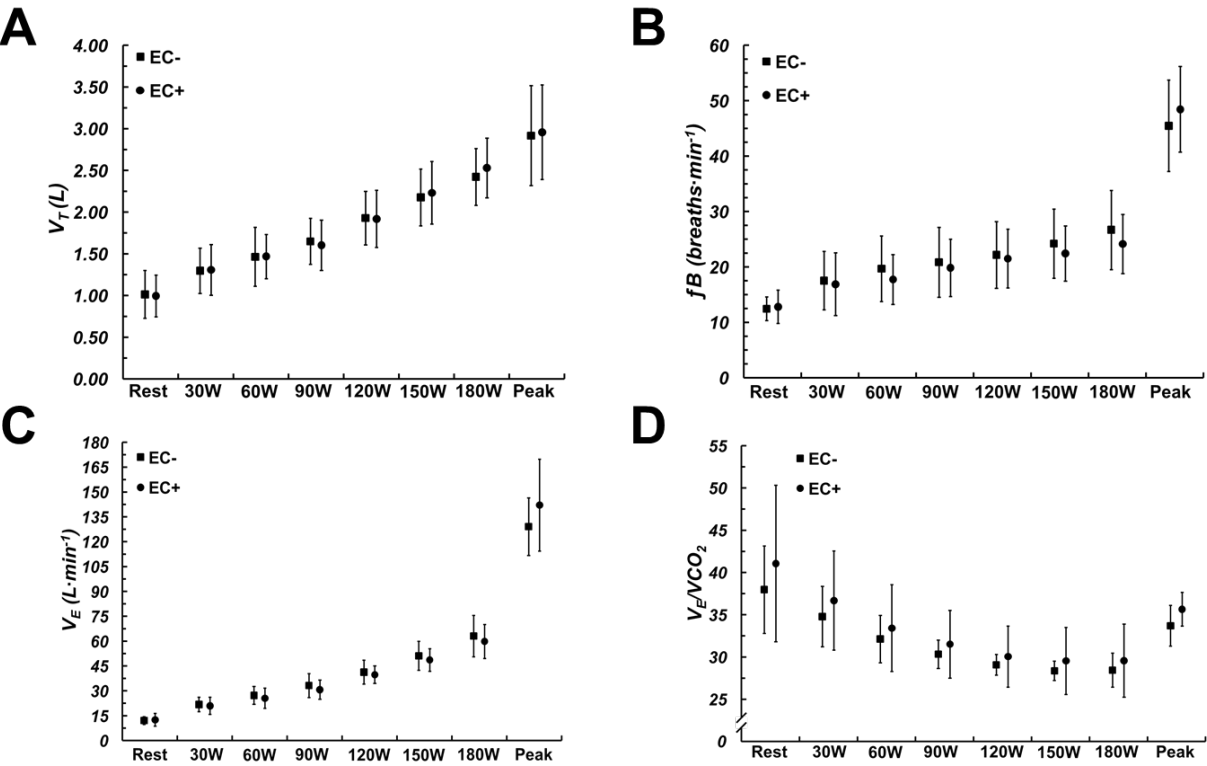 A
4.00
3.50
3.00
2.50
2.00
1.50
1.00
0.50
0.00
V_T (L)
EC-
EC+
Rest 30W 60W 90W 120W 150W 180W Peak
B
60
50
40
30
20
10
0
ƒB (breaths·min⁻¹)
EC-
EC+
Rest 30W 60W 90W 120W 150W 180W Peak
C
180
165
150
135
120
105
90
75
60
45
30
15
0
V_E (L·min⁻¹)
EC-
EC+
Rest 30W 60W 90W 120W 150W 180W Peak
D
55
50
45
40
35
30
25
0
V_E/VCO₂
EC-
EC+
Rest 30W 60W 90W 120W 150W 180W Peak